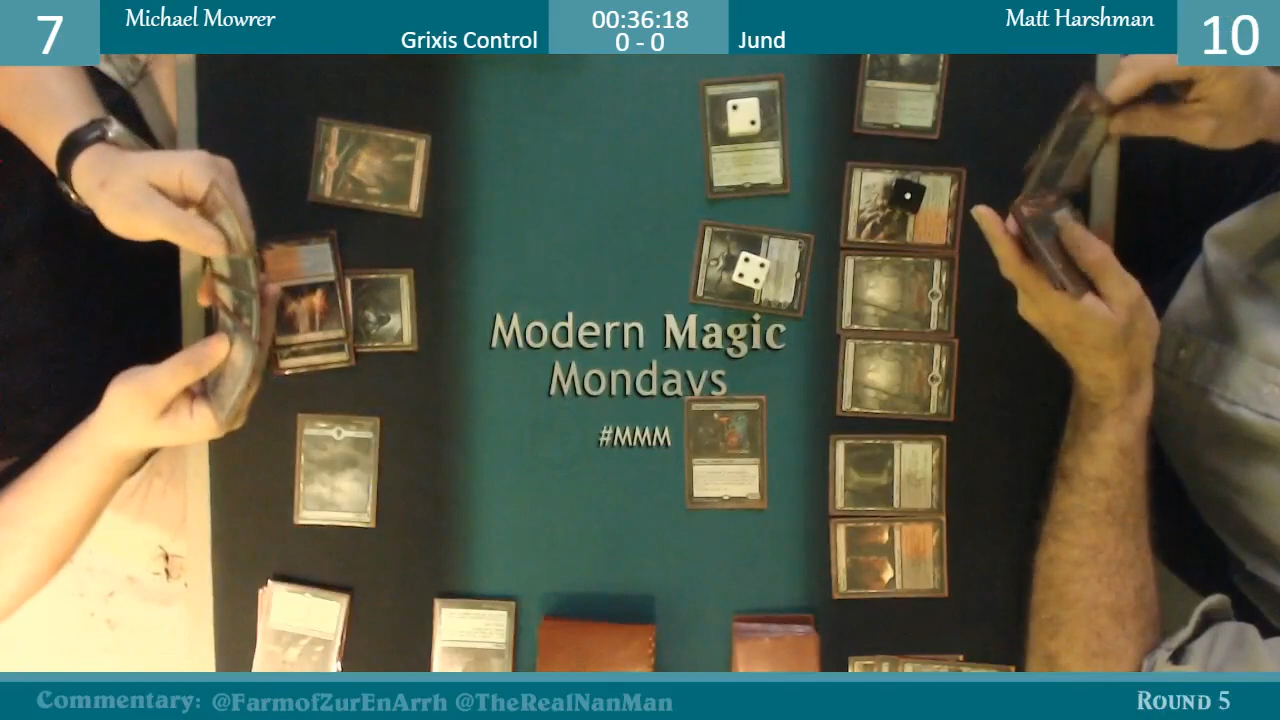 7
Michael Mowrer
Grixis Control
00:36:18
0 - 0
Matt Harshman
Jund
10
Modern Magic
Mondays
#MMM
Commentary: @FarmofZurEnArrh @TheRealNanMan
Round 5